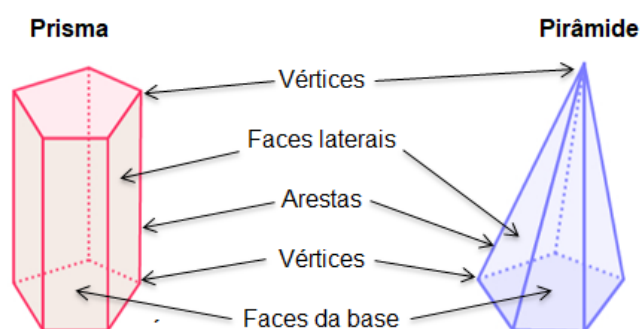 Prisma
Pirâmide
Vértices
Faces laterais
Arestas
Vértices
Faces da base